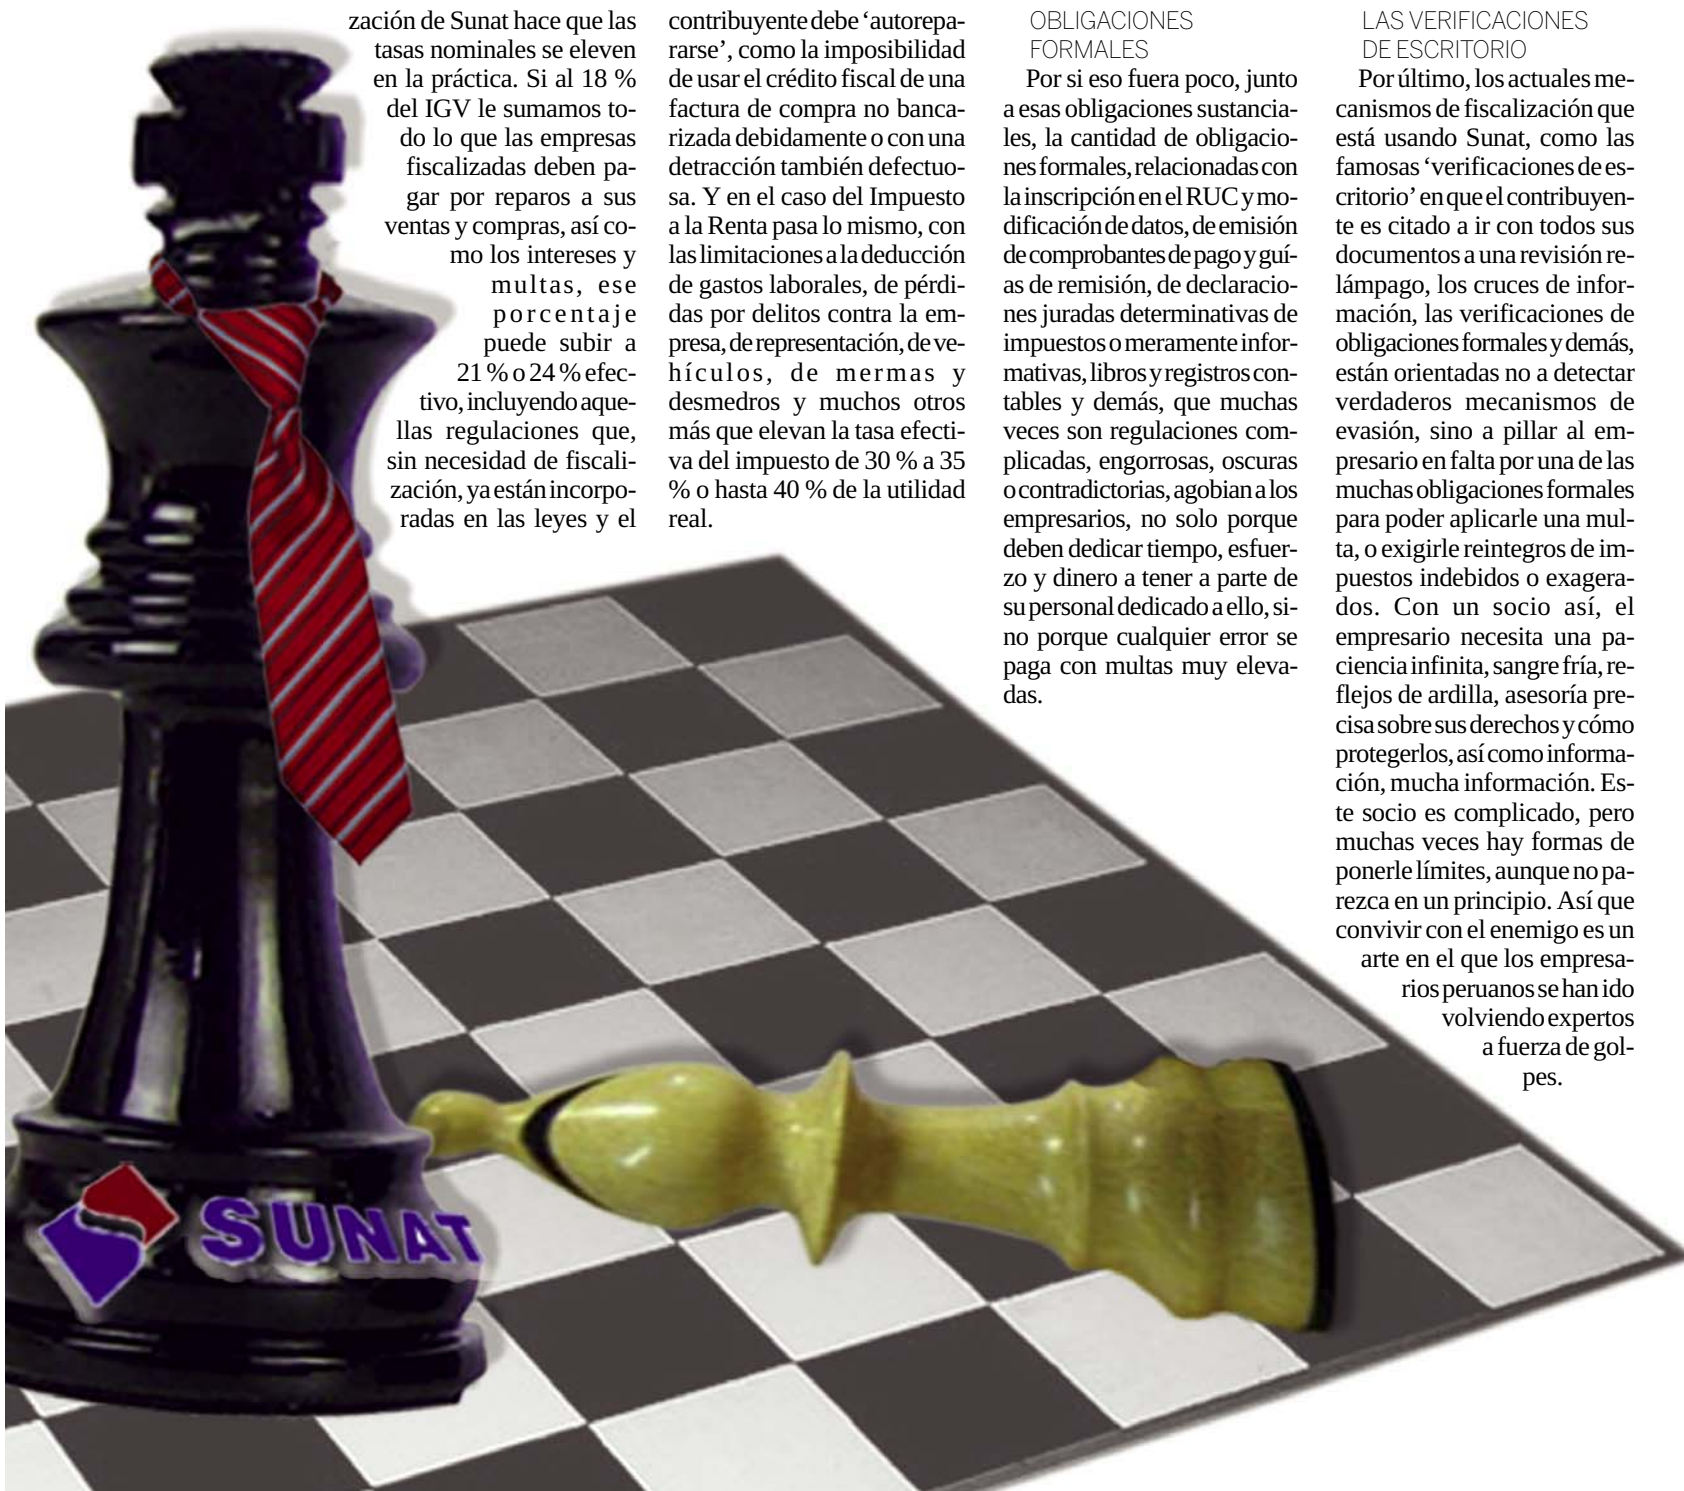 zación de Sunat hace que las
tasas nominales se eleven
en la práctica. Si al 18 %
del IGV le sumamos to-
do lo que las empresas
fiscalizadas deben pa-
gar por reparos a sus
ventas y compras, así co-
mo los intereses y
multas, ese
porcentaje
puede subir a
21 % o 24 % efec-
tivo, incluyendo aque-
llas regulaciones que,
sin necesidad de fiscali-
zación, ya están incorpo-
radas en las leyes y el
contribuyente debe ‘autorepa-
rarse’, como la imposibilidad
de usar el crédito fiscal de una
factura de compra no banca-
rizada debidamente o con una
detracción también defectuo-
sa. Y en el caso del Impuesto
a la Renta pasa lo mismo, con
las limitaciones a la deducción
de gastos laborales, de pérdi-
das por delitos contra la em-
presa, de representación, de ve-
hículos, de mermas y
desmedros y muchos otros
más que elevan la tasa efecti-
va del impuesto de 30 % a 35
% o hasta 40 % de la utilidad
real.
OBLIGACIONES
FORMALES
Por si eso fuera poco, junto
a esas obligaciones sustancia-
les, la cantidad de obligacio-
nes formales, relacionadas con
la inscripción en el RUC y mo-
dificación de datos, de emisión
de comprobantes de pago y guí-
as de remisión, de declaracio-
nes juradas determinativas de
impuestos o meramente infor-
mativas, libros y registros con-
tables y demás, que muchas
veces son regulaciones com-
plicadas, engorrosas, oscuras
o contradictorias, agobian a los
empresarios, no solo porque
deben dedicar tiempo, esfuer-
zo y dinero a tener a parte de
su personal dedicado a ello, si-
no porque cualquier error se
paga con multas muy eleva-
das.
LAS VERIFICACIONES
DE ESCRITORIO
Por último, los actuales me-
canismos de fiscalización que
está usando Sunat, como las
famosas ‘verificaciones de es-
critorio’ en que el contribuyen-
te es citado a ir con todos sus
documentos a una revisión re-
lámpago, los cruces de infor-
mación, las verificaciones de
obligaciones formales y demás,
están orientadas no a detectar
verdaderos mecanismos de
evasión, sino a pillar al em-
presario en falta por una de las
muchas obligaciones formales
para poder aplicarle una mul-
ta, o exigirle reintegros de im-
puestos indebidos o exagera-
dos. Con un socio así, el
empresario necesita una pa-
ciencia infinita, sangre fría, re-
flejos de ardilla, asesoría pre-
cisa sobre sus derechos y cómo
protegerlos, así como informa-
ción, mucha información. Es-
te socio es complicado, pero
muchas veces hay formas de
ponerle límites, aunque no pa-
rezca en un principio. Así que
convivir con el enemigo es un
arte en el que los empresa-
rios peruanos se han ido
volviendo expertos
a fuerza de gol-
pes.
SUNAT